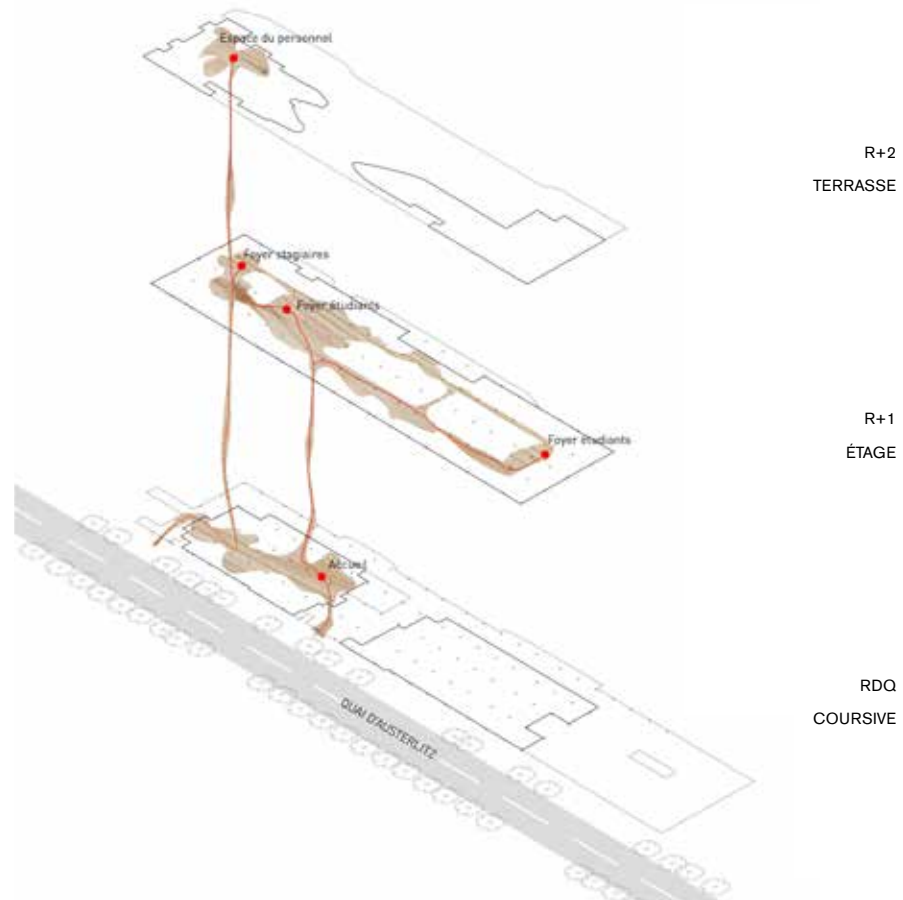 Espace du personnel
R+2
TERRASSE
Foyer stagiaires
Foyer étudiants
R+1
ÉTAGE
Foyer étudiants
Accueil
RDQ
COURSIVE
QUAI D'AUSTERLITZ